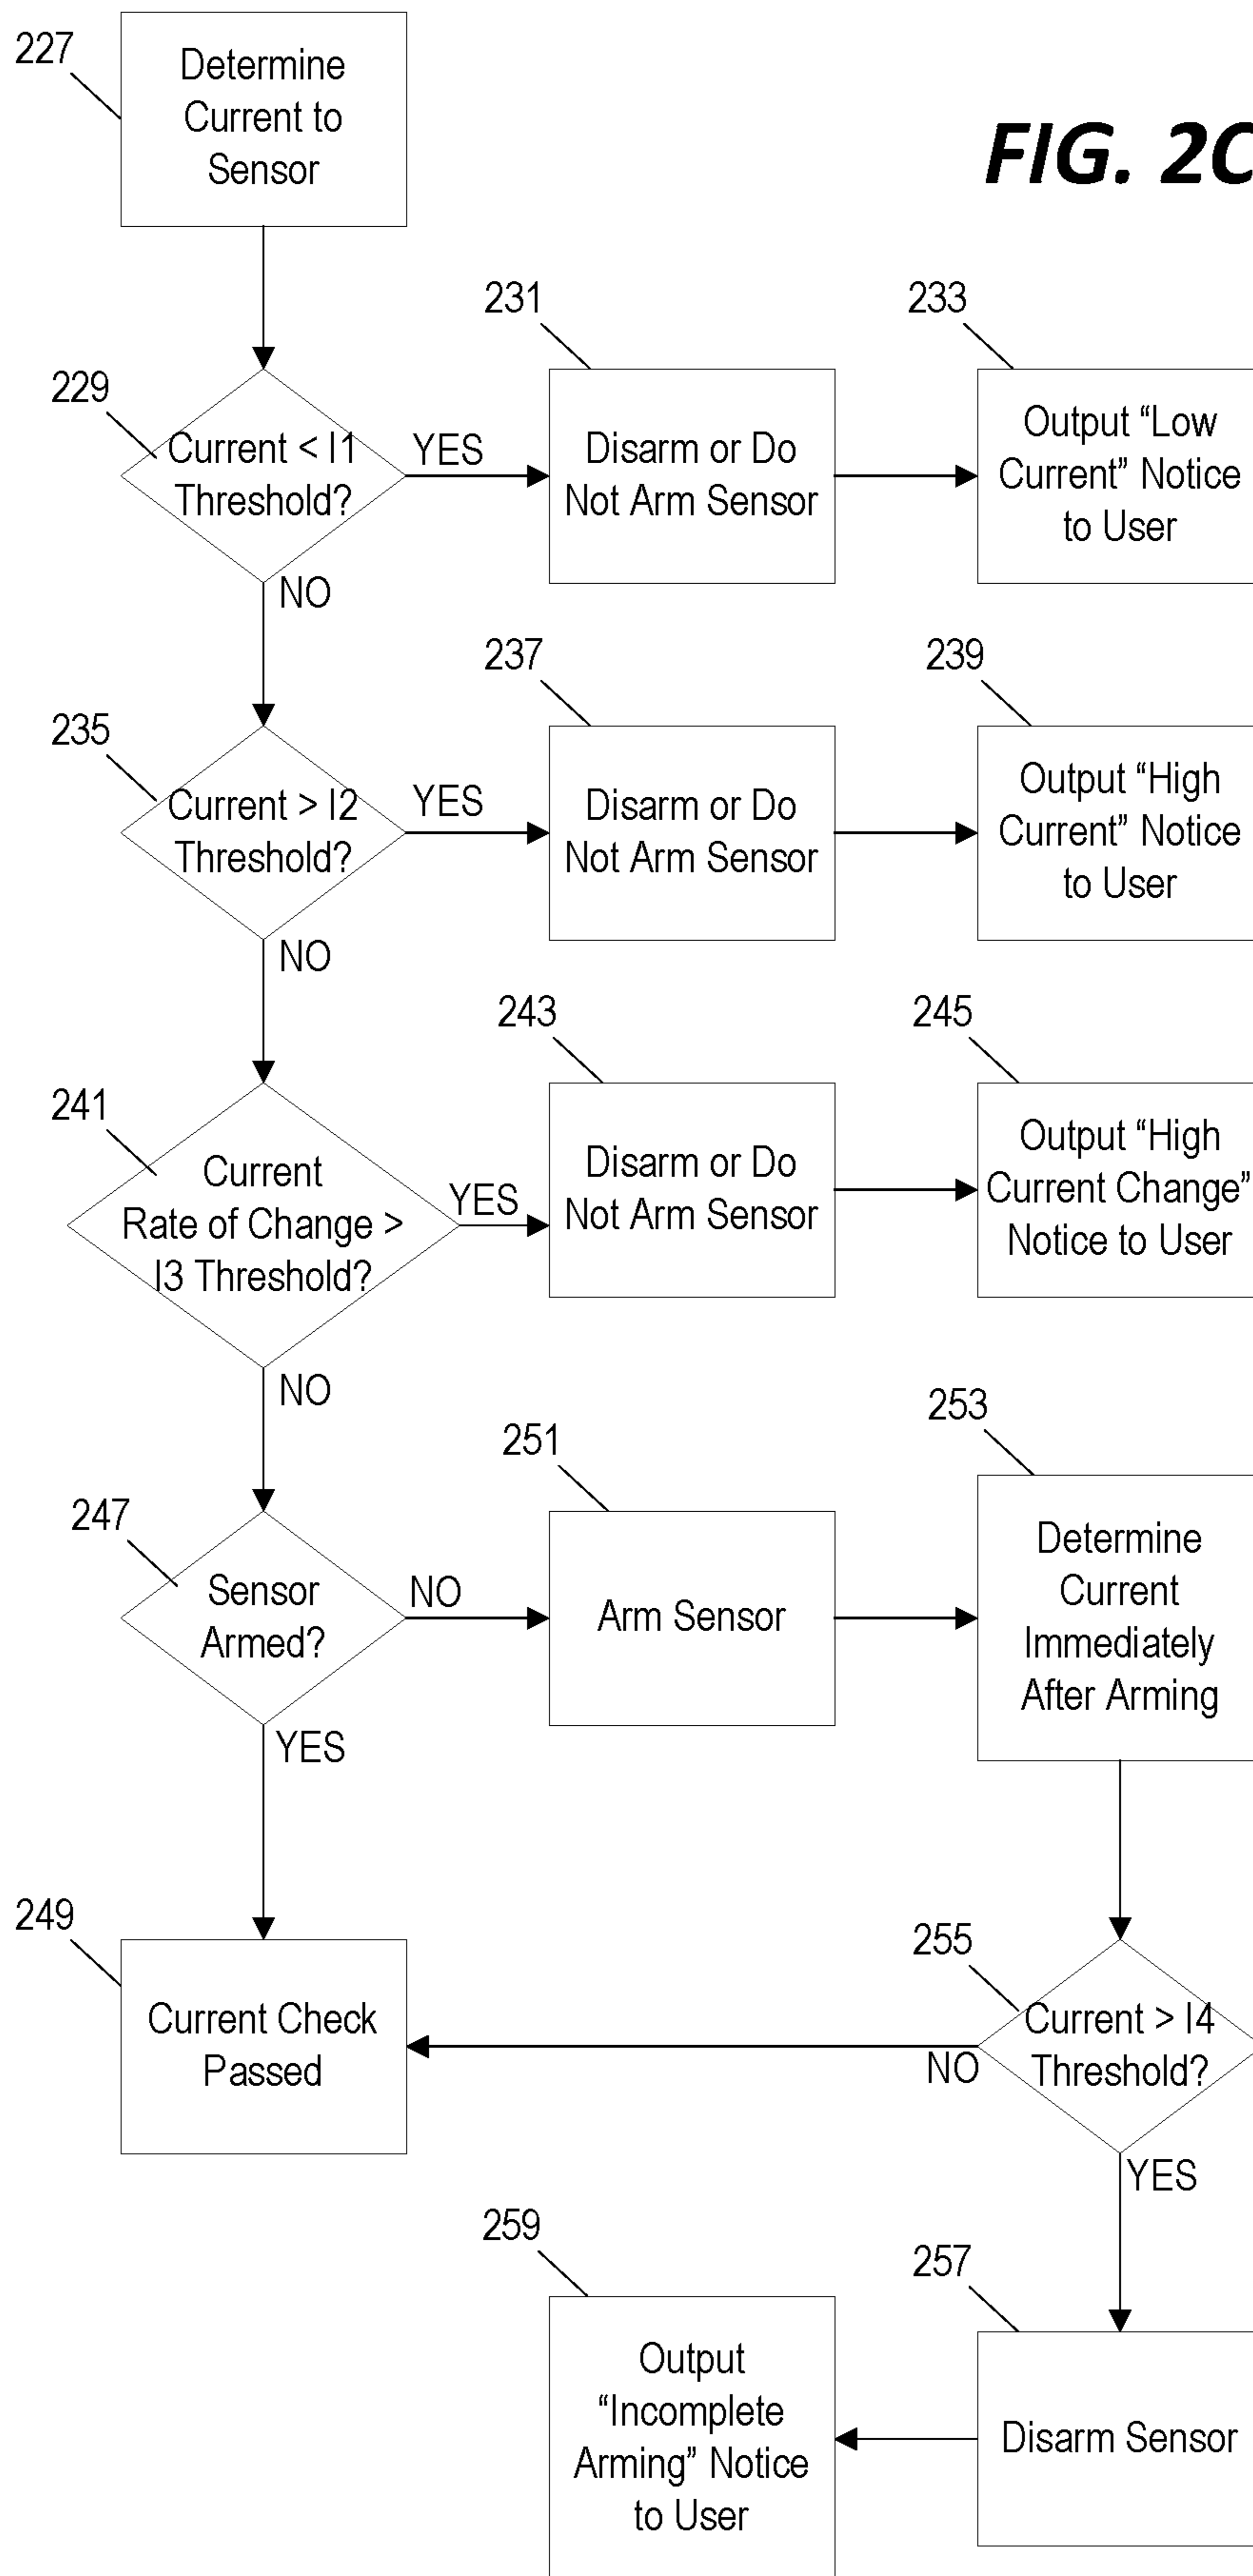 227
Determine
Current to
Sensor
FIG. 2C
229
Current < I1
Threshold?
YES
NO
231
Disarm or Do
Not Arm Sensor
233
Output “Low
Current” Notice
to User
235
Current > I2
Threshold?
YES
NO
237
Disarm or Do
Not Arm Sensor
239
Output “High
Current” Notice
to User
241
Current
Rate of Change >
I3 Threshold?
YES
NO
243
Disarm or Do
Not Arm Sensor
245
Output “High
Current Change”
Notice to User
247
Sensor
Armed?
NO
YES
251
Arm Sensor
253
Determine
Current
Immediately
After Arming
249
Current Check
Passed
255
Current > I4
Threshold?
NO
YES
259
Output
“Incomplete
Arming” Notice
to User
257
Disarm Sensor